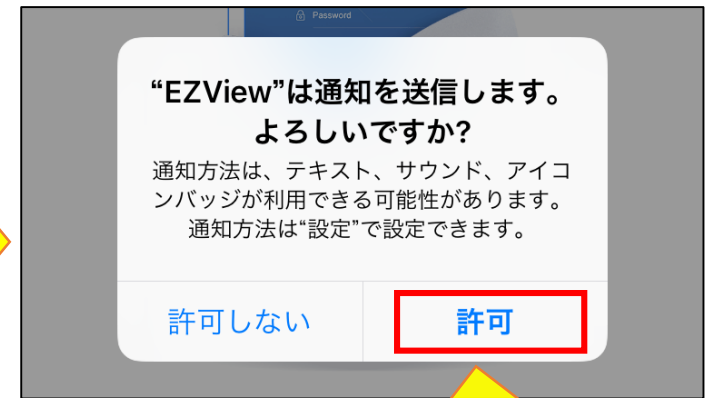 Password
“EZView”は通知を送信します。
よろしいですか?
通知方法は、テキスト、サウンド、アイコ
ンバッジが利用できる可能性があります。
通知方法は“設定”で設定できます。
許可しない
許可